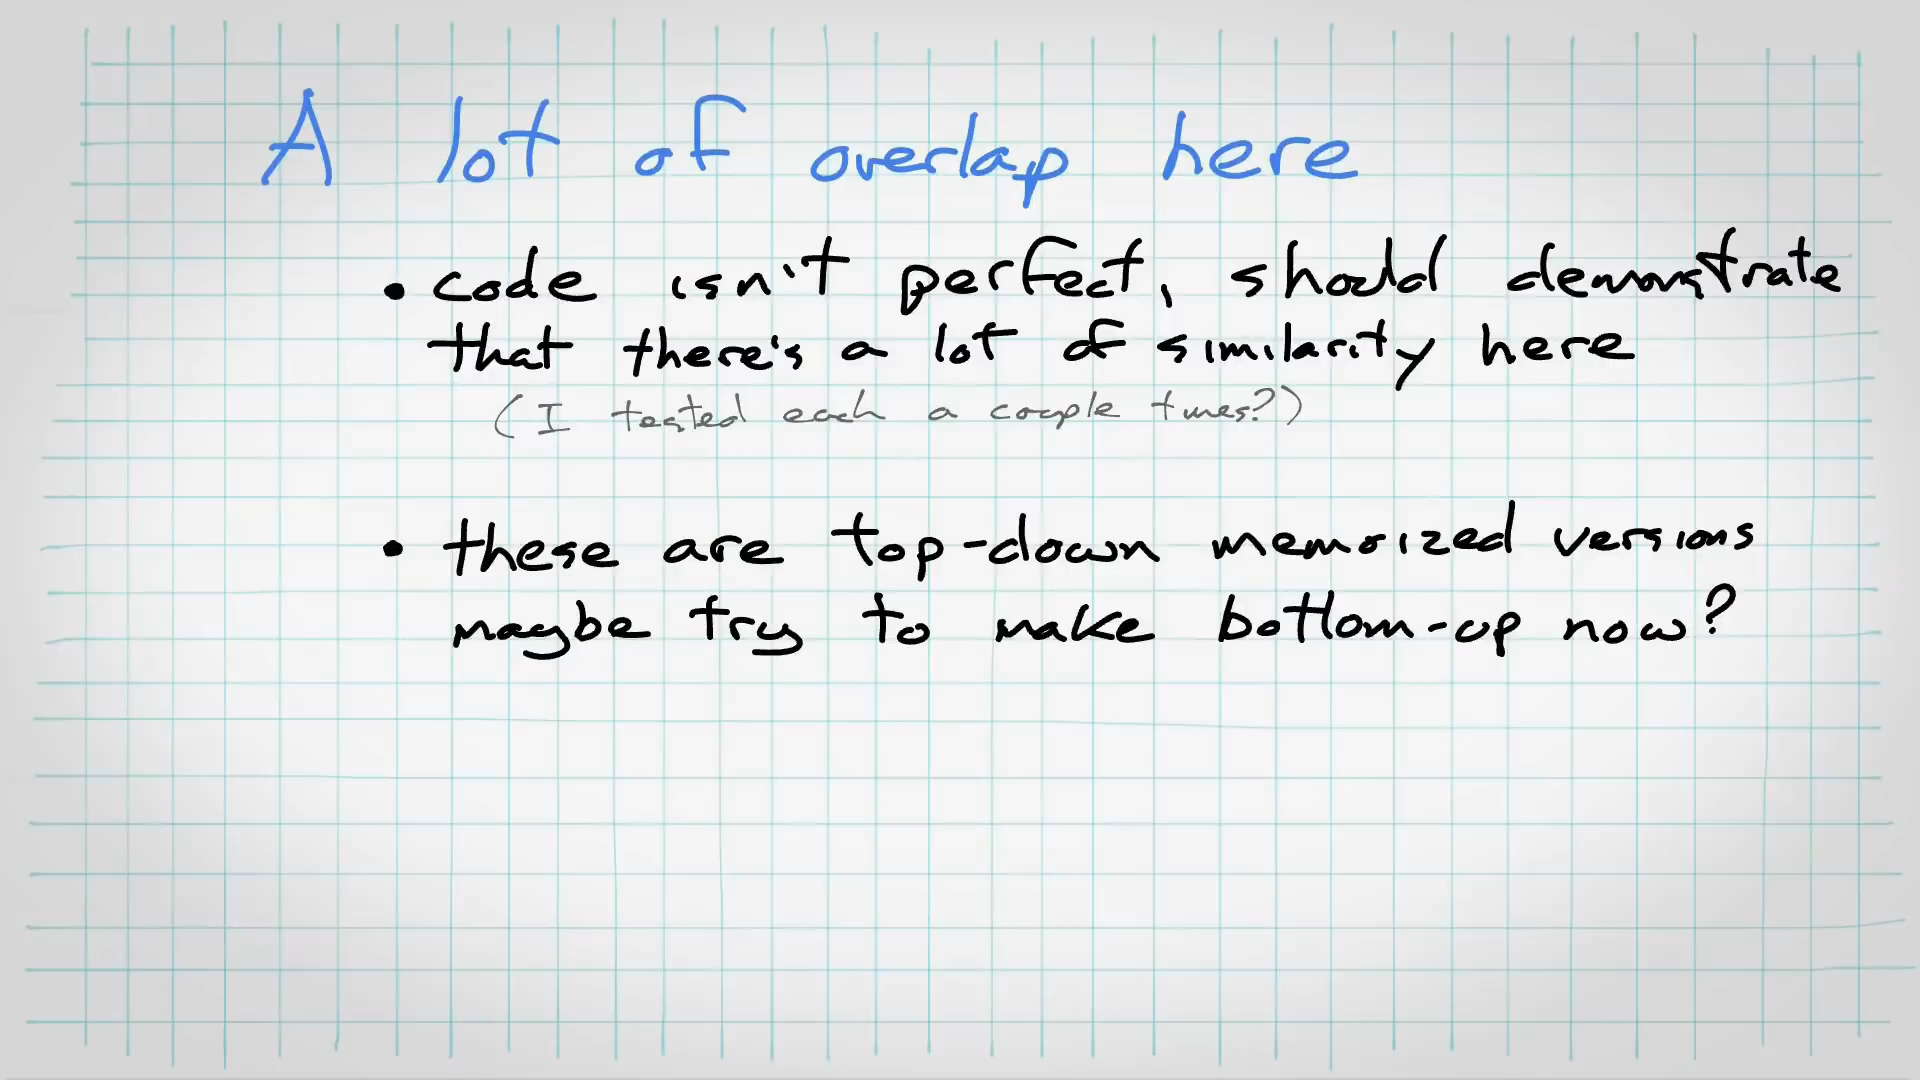 A lot of overlap here
• code isn't perfect, should demonstrate
that there's a lot of similarity here
(I tested each a couple times?)
• these are top-down memorized versions
maybe try to make bottom-up now?